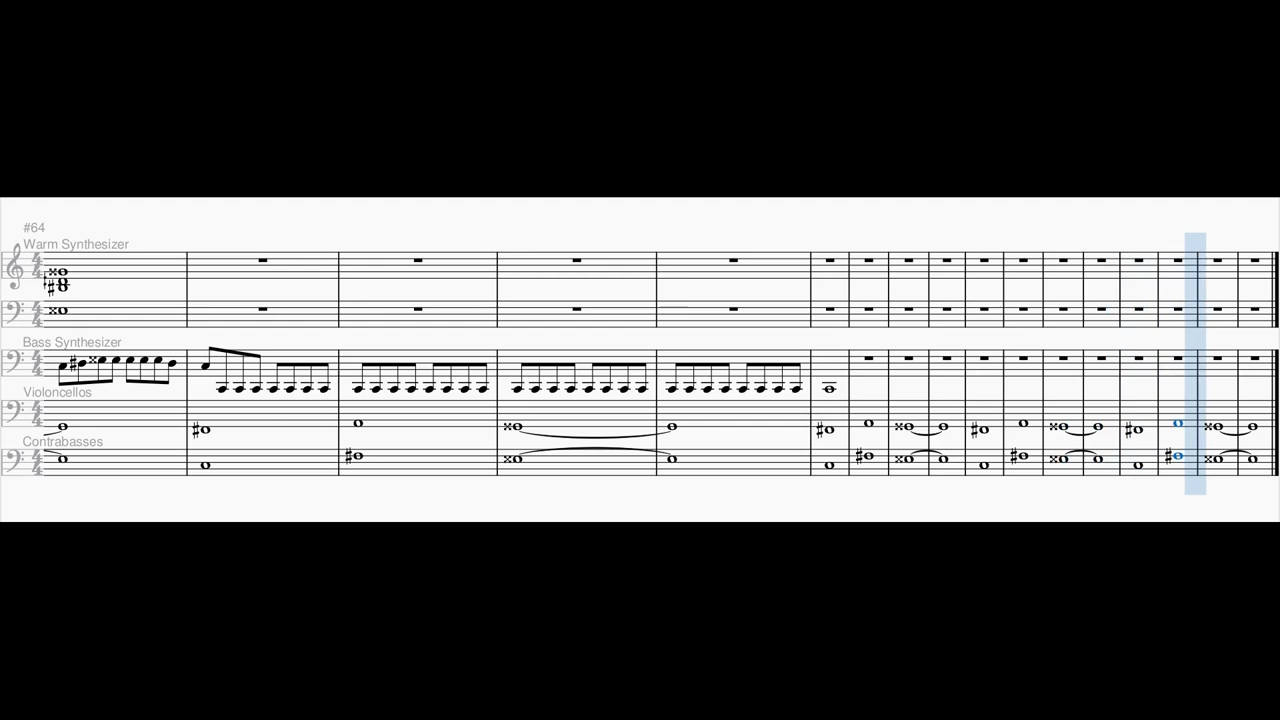 #64
Warm Synthesizer
Bass Synthesizer
Violoncellos
Contrabasses